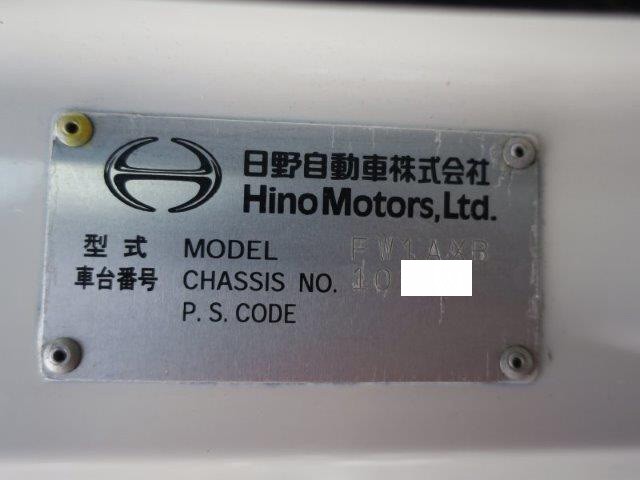 日野自動車株式会社
Hino Motors, Ltd.
型式 MODEL FW1AXB
車台番号 CHASSIS NO. 10
P. S. CODE